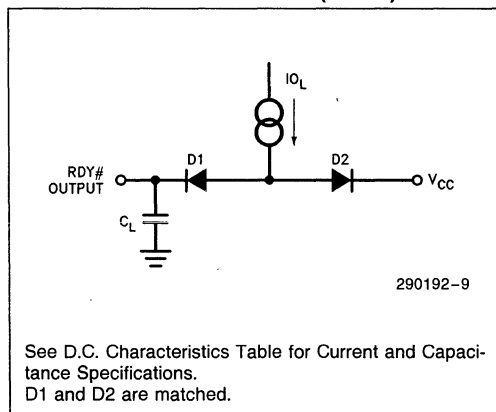 IOL
D1
D2
RDY#
OUTPUT
VCC
CL
290192-9
See D.C. Characteristics Table for Current and Capaci-
tance Specifications.
D1 and D2 are matched.